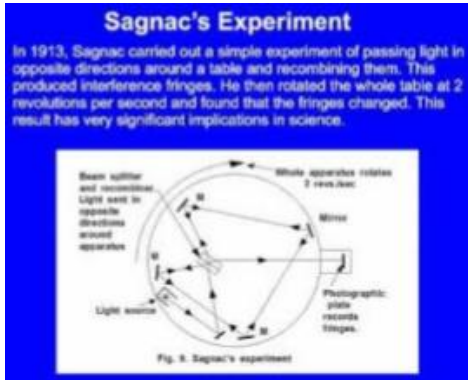 Sagnac's Experiment
In 1913, Sagnac carried out a simple experiment of passing light in
opposite directions around a table and recombining them. This
produced interference fringes. He then rotated the whole table at 2
revolutions per second and found that the fringes changed. This
result has very significant implications in science.
Beam splitter
and recombiner
Light sent in
opposite
directions
around
apparatus
Whole apparatus rotates
2 revs./sec
M
Mirror
M
Light source
M
Photographic
plate
records
fringes.
Fig. 9. Sagnac's experiment